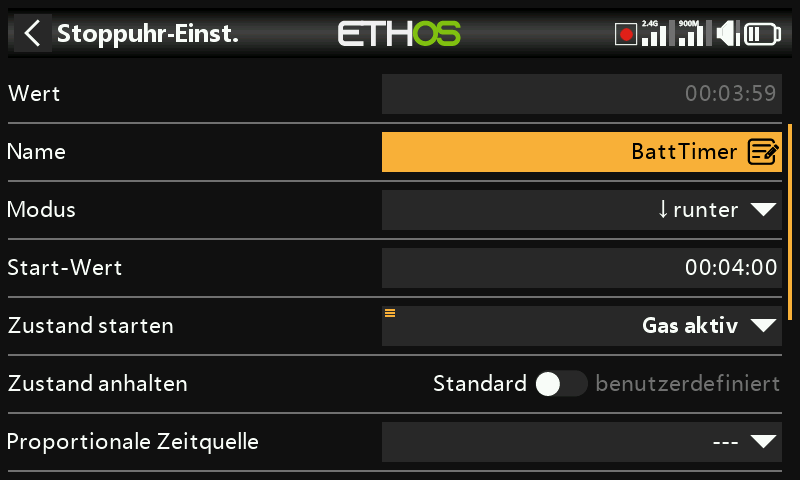 Stoppuhr-Einst.
ETHOS
2.4G
900M
Wert 00:03:59
Name BattTimer
Modus ↓runter
Start-Wert 00:04:00
Zustand starten Gas aktiv
Zustand anhalten Standard benutzerdefiniert
Proportionale Zeitquelle ---